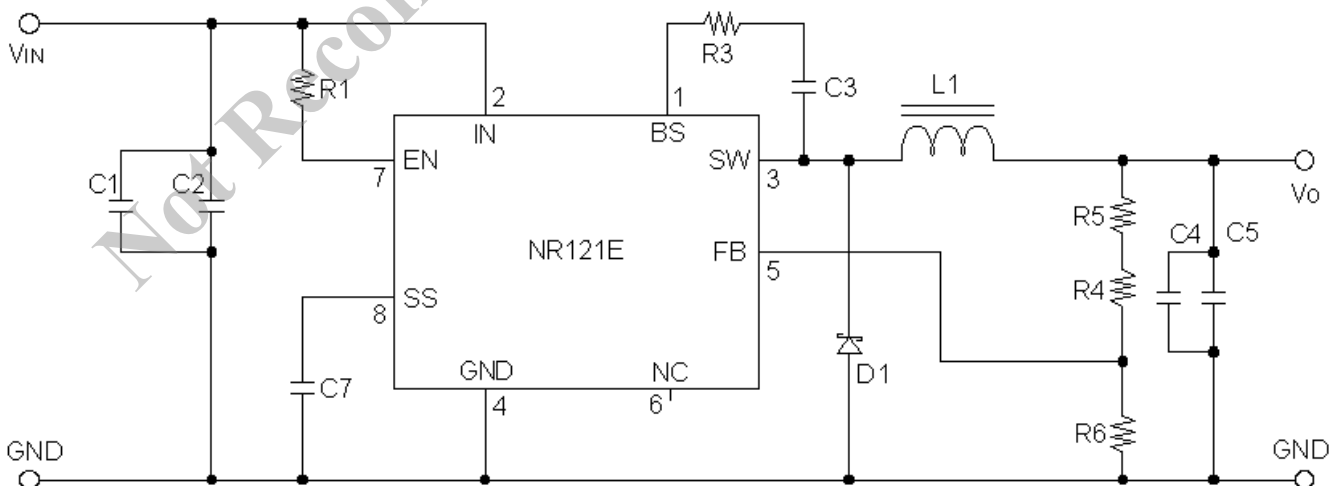 Not Recom
VIN
R1
R3
C3
L1
2
1
IN
BS
EN
SW
7
3
C1
C2
Vo
R5
NR121E
FB
5
C4
C5
R4
SS
8
GND
NC
D1
C7
4
6
R6
GND
GND